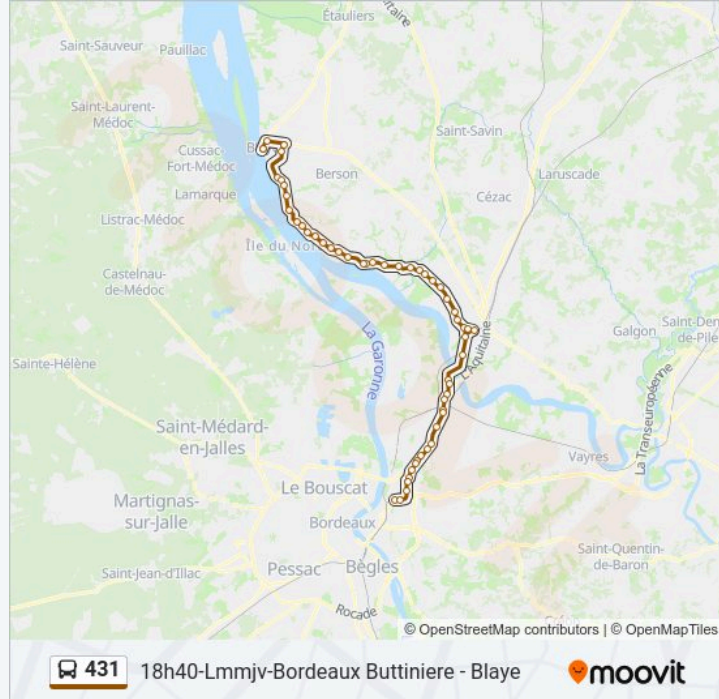 Étauliers
Aquitaine
Saint-Sauveur
Pauillac
Saint-Laurent-
Médoc
Saint-Savin
Cussac-
Fort-Médoc
Berson
Laruscade
Lamarque
Cézac
Listrac-Médoc
Île du Nord
Castelnau-
de-Médoc
La Garonne
L'Aquitaine
Galgon
Saint-Den
de-Pile
Sainte-Hélène
La Transeuropéenne
Saint-Médard-
en-Jalles
Vayres
Le Bouscat
Martignas-
sur-Jalle
Bordeaux
Saint-Quentin-
de-Baron
Saint-Jean-d'Illac
Pessac
Bègles
Rocade
© OpenStreetMap contributors | © OpenMapTiles
431
18h40-Lmmjv-Bordeaux Buttiniere - Blaye
moovit